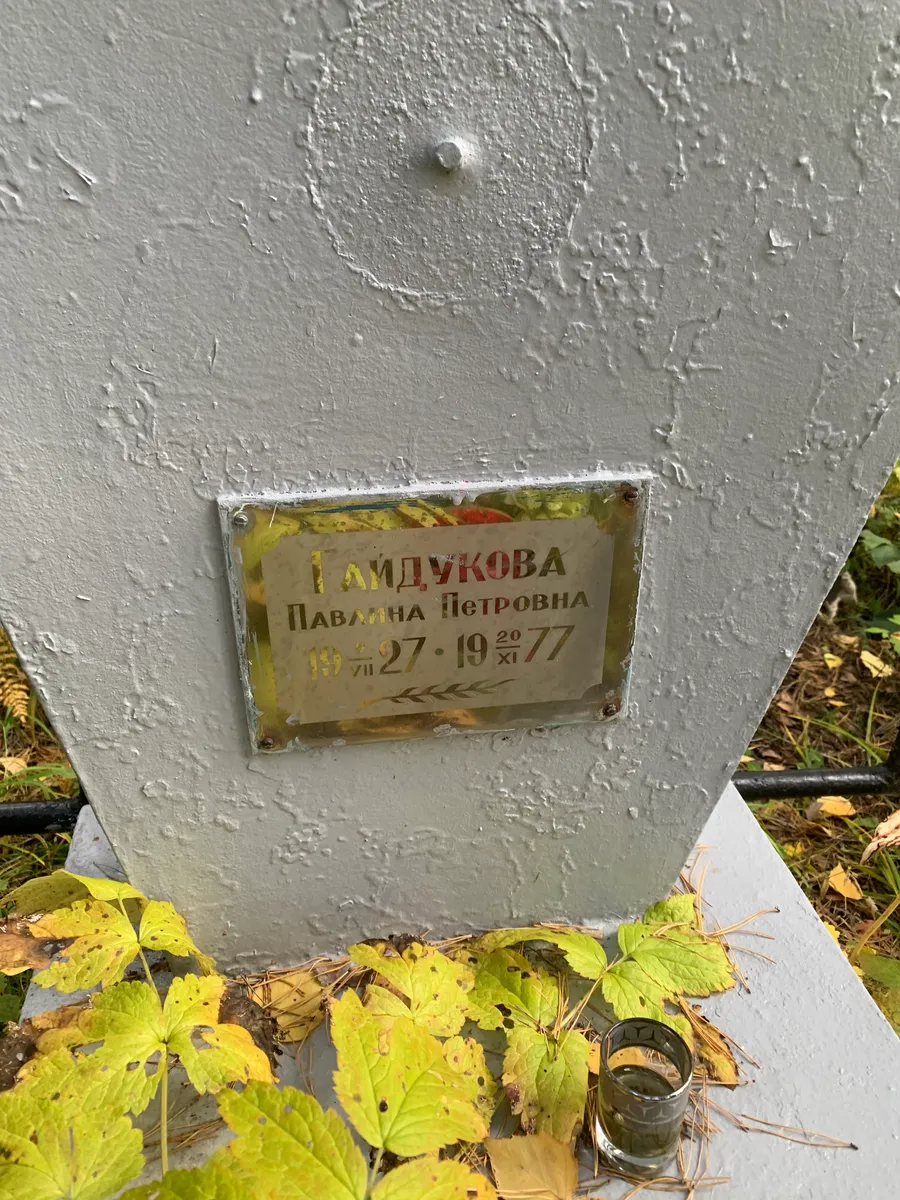 Гайдукова
Павлина Петровна
19 VII 27 · 19 20/XI 77